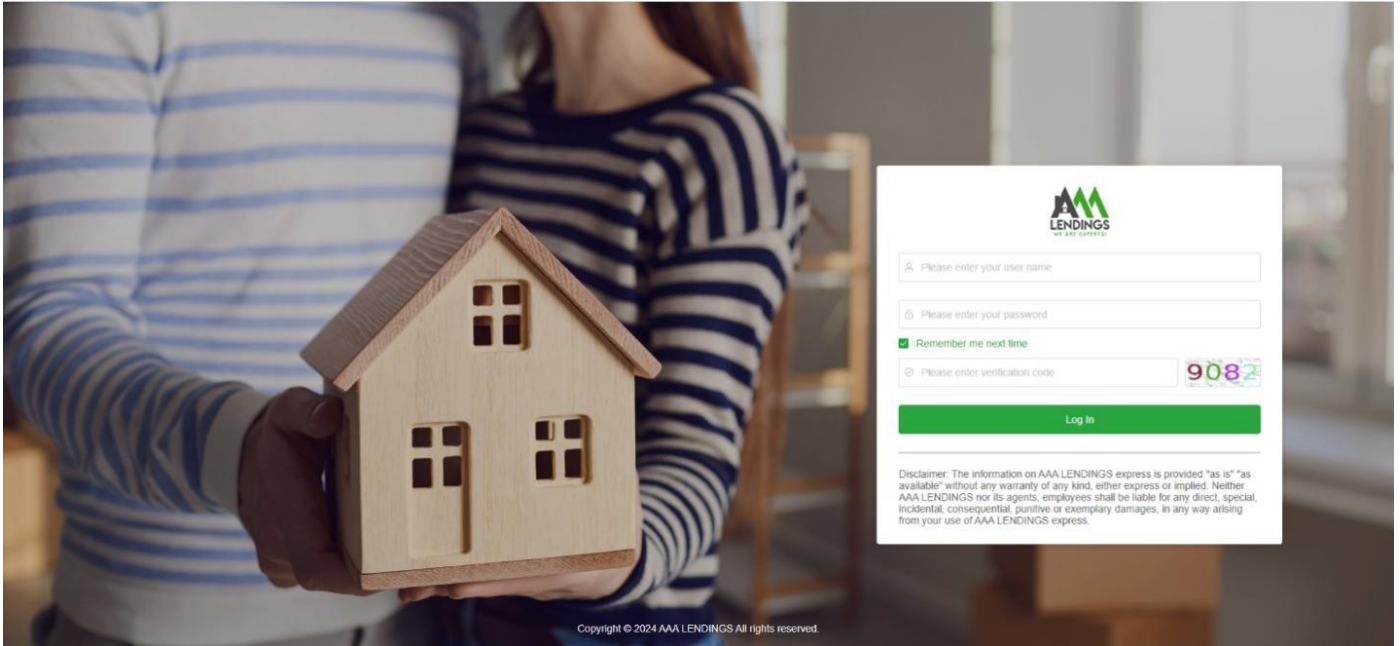 AAA
LENDINGS
WE ARE EXPERTS!
Please enter your user name
Please enter your password
Remember me next time
Please enter verification code
9082
Log In
Disclaimer: The information on AAA LENDINGS express is provided "as is" "as
available" without any warranty of any kind, either express or implied. Neither
AAA LENDINGS nor its agents, employees shall be liable for any direct, special,
incidental, consequential, punitive or exemplary damages, in any way arising
from your use of AAA LENDINGS express.
Copyright © 2024 AAA LENDINGS All rights reserved.